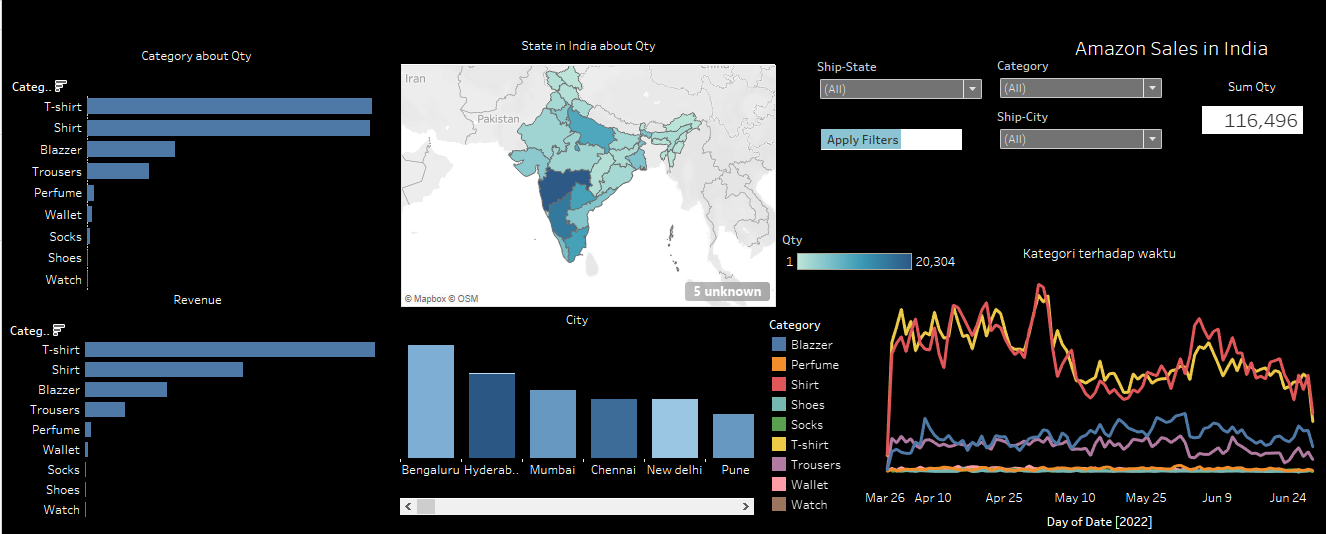 Amazon Sales in India
Category about Qty
Categ..
T-shirt
Shirt
Blazzer
Trousers
Perfume
Wallet
Socks
Shoes
Watch
Revenue
Categ..
T-shirt
Shirt
Blazzer
Trousers
Perfume
Wallet
Socks
Shoes
Watch
State in India about Qty
Iran
China
Pakistan
5 unknown
© Mapbox © OSM
City
Bengaluru Hyderab.. Mumbai Chennai New delhi Pune
Ship-State
(All)
Apply Filters
Category
(All)
Ship-City
(All)
Sum Qty
116,496
Qty
1 20,304
Category
Blazzer
Perfume
Shirt
Shoes
Socks
T-shirt
Trousers
Wallet
Watch
Kategori terhadap waktu
Mar 26 Apr 10 Apr 25 May 10 May 25 Jun 9 Jun 24
Day of Date [2022]